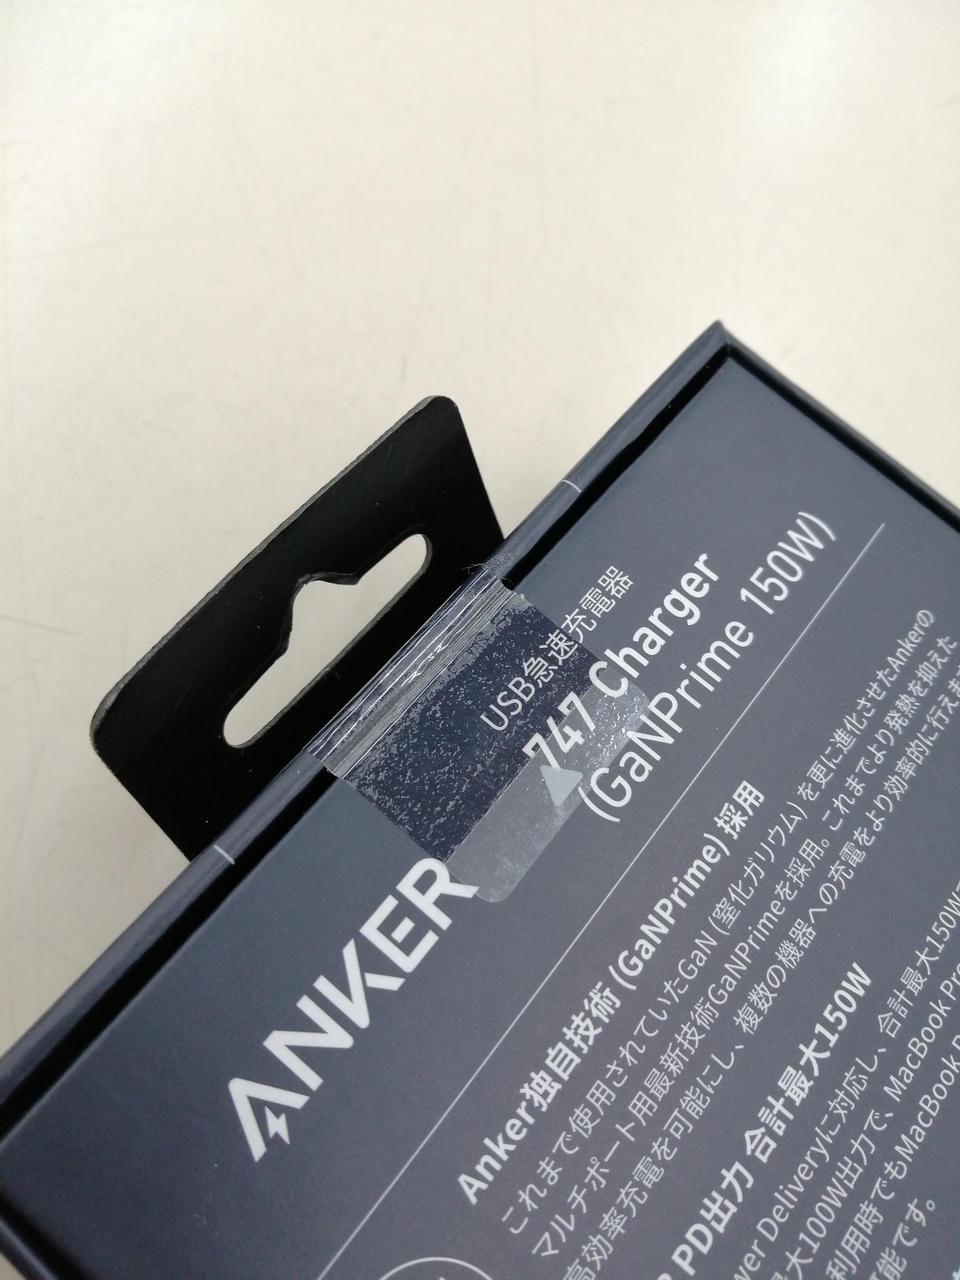 ANKER
USB急速充電器
747 Charger
(GaNPrime 150W)
Anker独自技術 (GaNPrime) 採用
これまで使用されていたGaN (窒化ガリウム) を更に進化させたAnkerの
マルチポート用最新技術GaNPrimeを採用。これまでより発熱を抑えた
高効率充電を可能にし、複数の機器への充電をより効率的に行えま
PD出力 合計最大150W
Deliveryに対応し、合計最大150W
大100W出力で、MacBook Pro
利用時でもMacBook
能です。